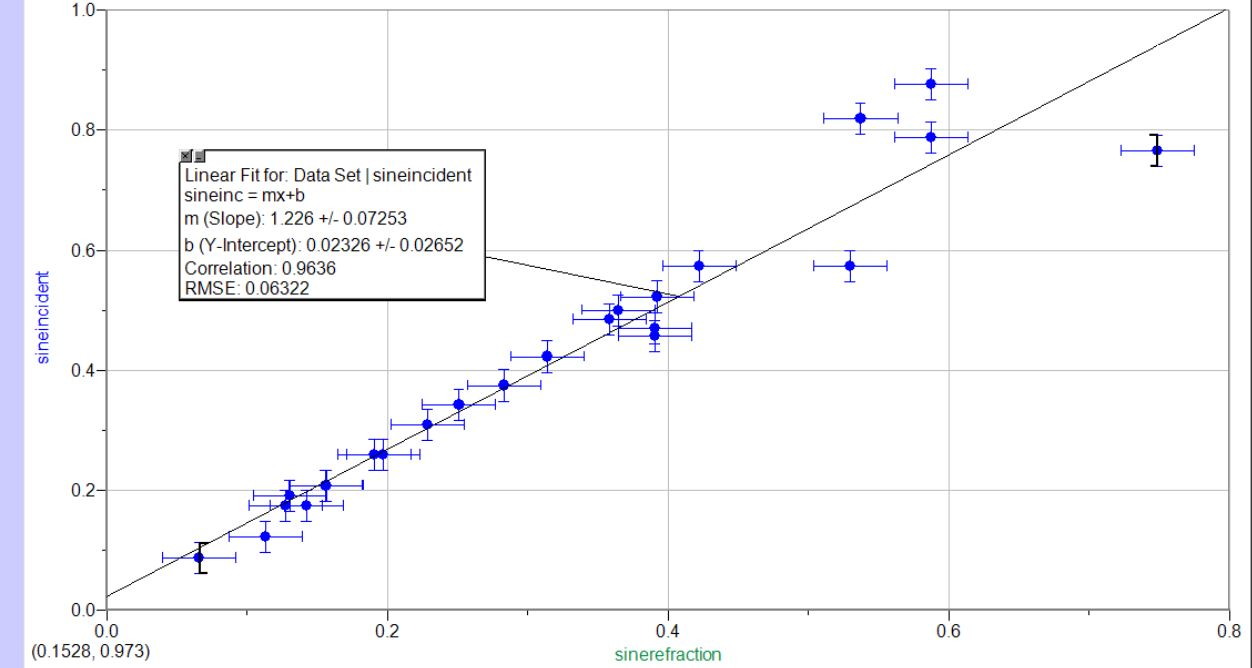 1.0
0.8
0.6
0.4
0.2
0.0
sineincident
Linear Fit for: Data Set | sineincident
sineinc = mx+b
m (Slope): 1.226 +/- 0.07253
b (Y-Intercept): 0.02326 +/- 0.02652
Correlation: 0.9636
RMSE: 0.06322
0.0 0.2 0.4 0.6 0.8
(0.1528, 0.973)
sinerefraction